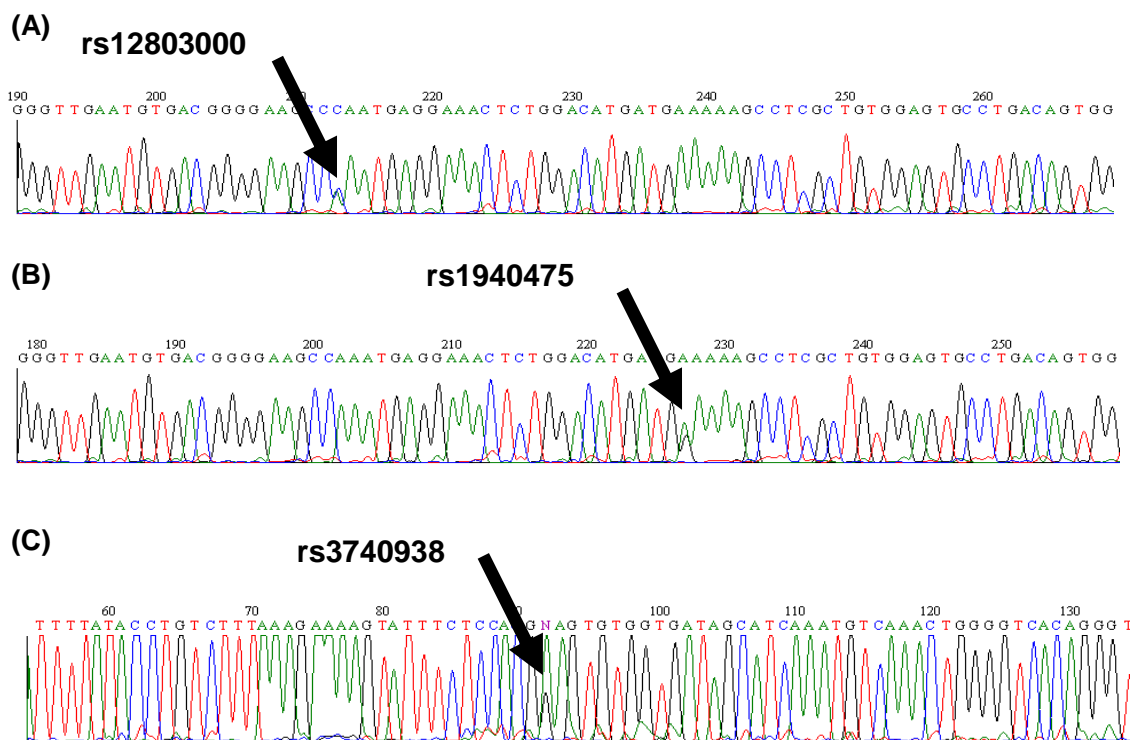 (A)
rs12803000
190 200 220 230 240 250 260
GGGTTGAATGTGACGGGGAAGCCCAATGAGGAAACTCTGGACATGATGAAAAAGCCTCGCTGTGGAGTGCCTGACAGTGG
(B)
rs1940475
180 190 200 210 220 230 240 250
GGGTTGAATGTGACGGGGAAGCCAAATGAGGAAACTCTGGACATGA GAAAAAGCCTCGCTGTGGAGTGCCTGACAGTGG
(C)
rs3740938
60 70 80 100 110 120 130
TTTTATACCTGTCTTTAAAGAAAAGTATTTCTCCA GNAGTGTGGTGATAGCATCAAATGTCAAACTGGGGTCACAGGGT